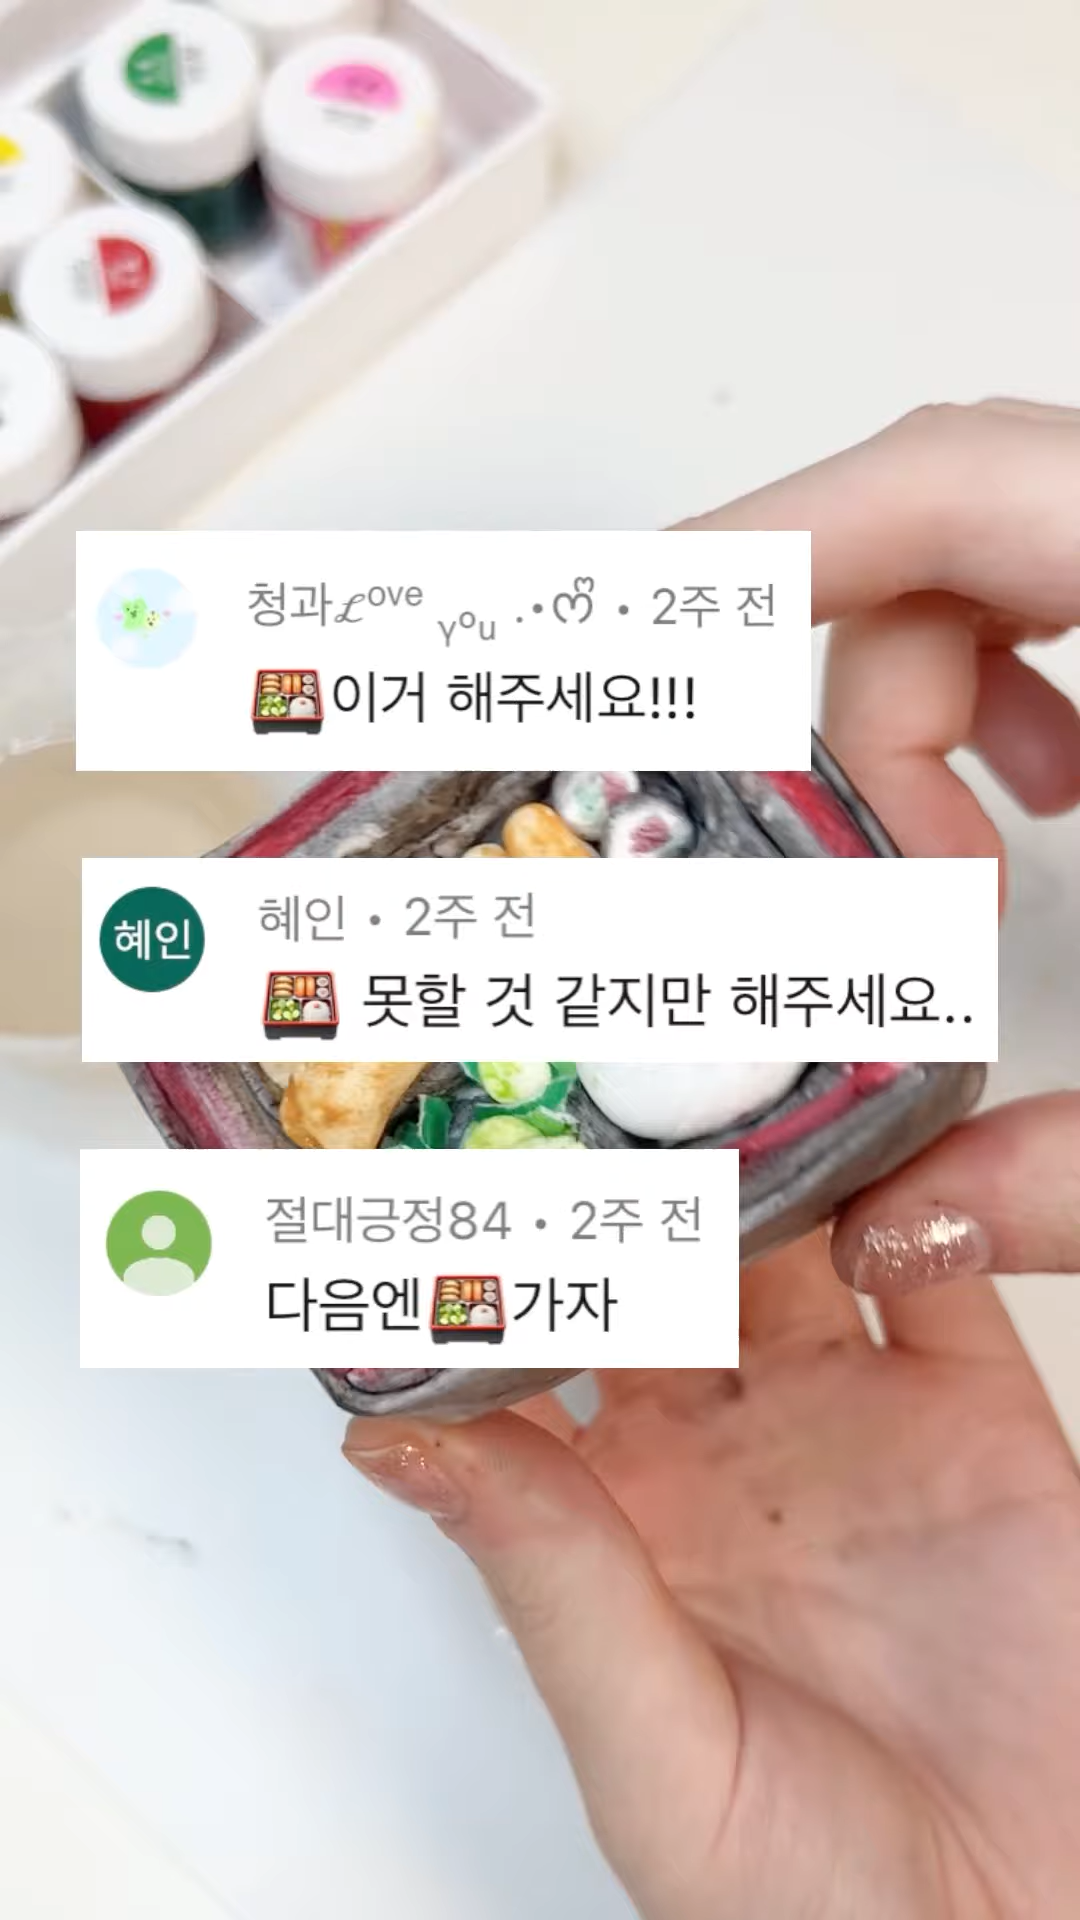 청과ℒᵒᵛᵉ ᵧₒᵤ .•ෆ • 2주 전
🍱이거 해주세요!!!
혜인
혜인 • 2주 전
🍱 못할 것 같지만 해주세요..
절대긍정84 • 2주 전
다음엔🍱가자